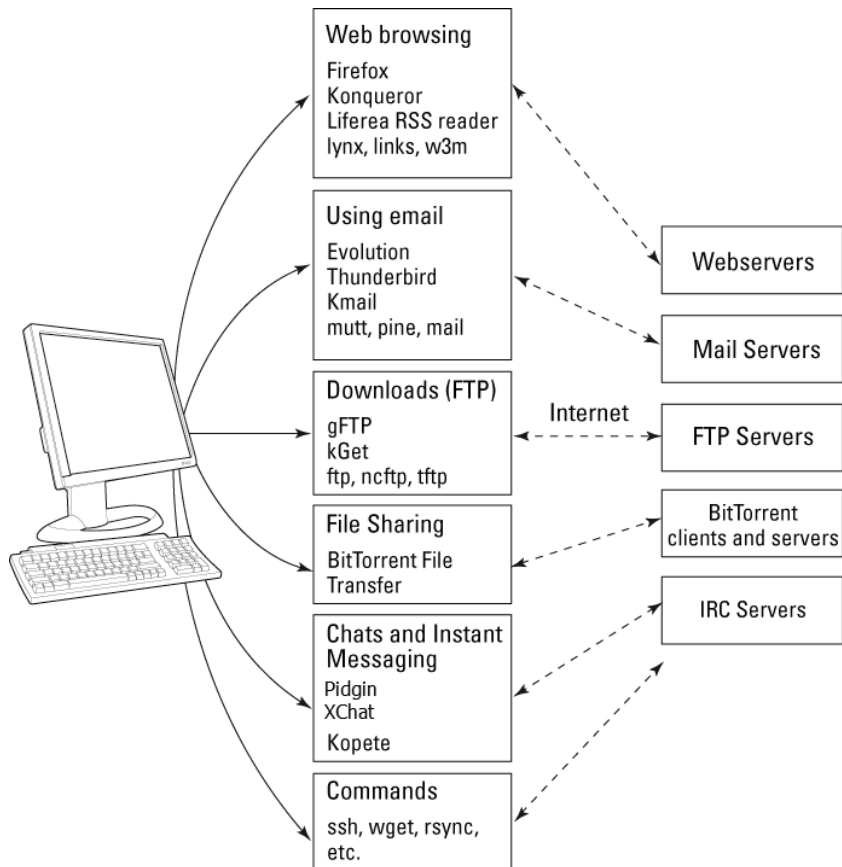 Web browsing
Firefox
Konqueror
Liferea RSS reader
lynx, links, w3m
Using email
Evolution
Thunderbird
Kmail
mutt, pine, mail
Downloads (FTP)
gFTP
kGet
ftp, ncftp, tftp
File Sharing
BitTorrent File
Transfer
Chats and Instant
Messaging
Pidgin
XChat
Kopete
Commands
ssh, wget, rsync,
etc.
Internet
Webservers
Mail Servers
FTP Servers
BitTorrent
clients and servers
IRC Servers